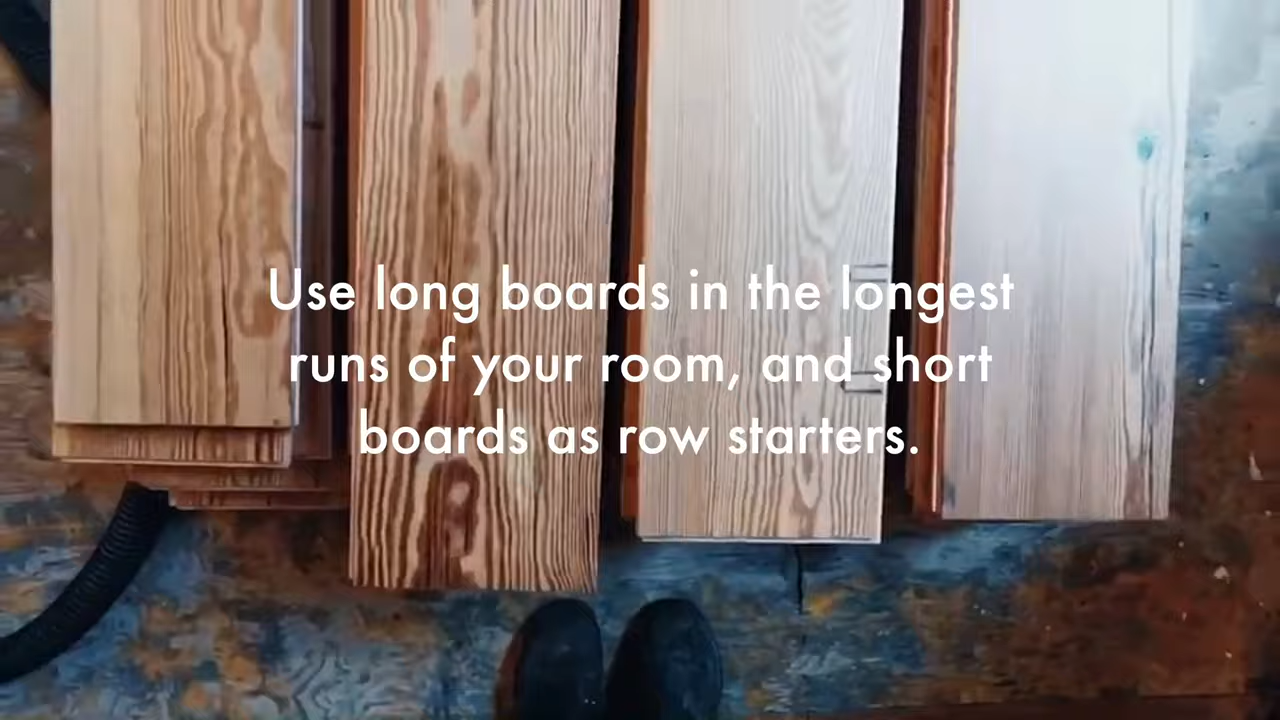 Use long boards in the longest
runs of your room, and short
boards as row starters.